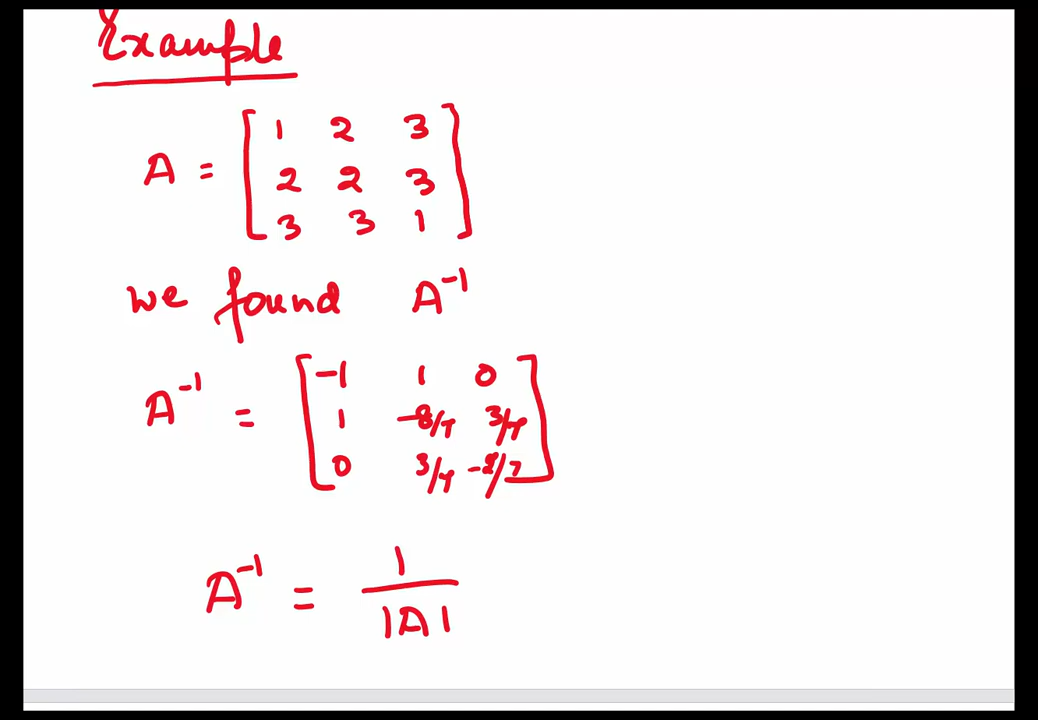 Example
A = [ 1 2 3
2 2 3
3 3 1 ]
we found A⁻¹
A⁻¹ = [ -1 1 0
1 -8/7 3/7
0 3/7 -2/7 ]
A⁻¹ = 1
|A|